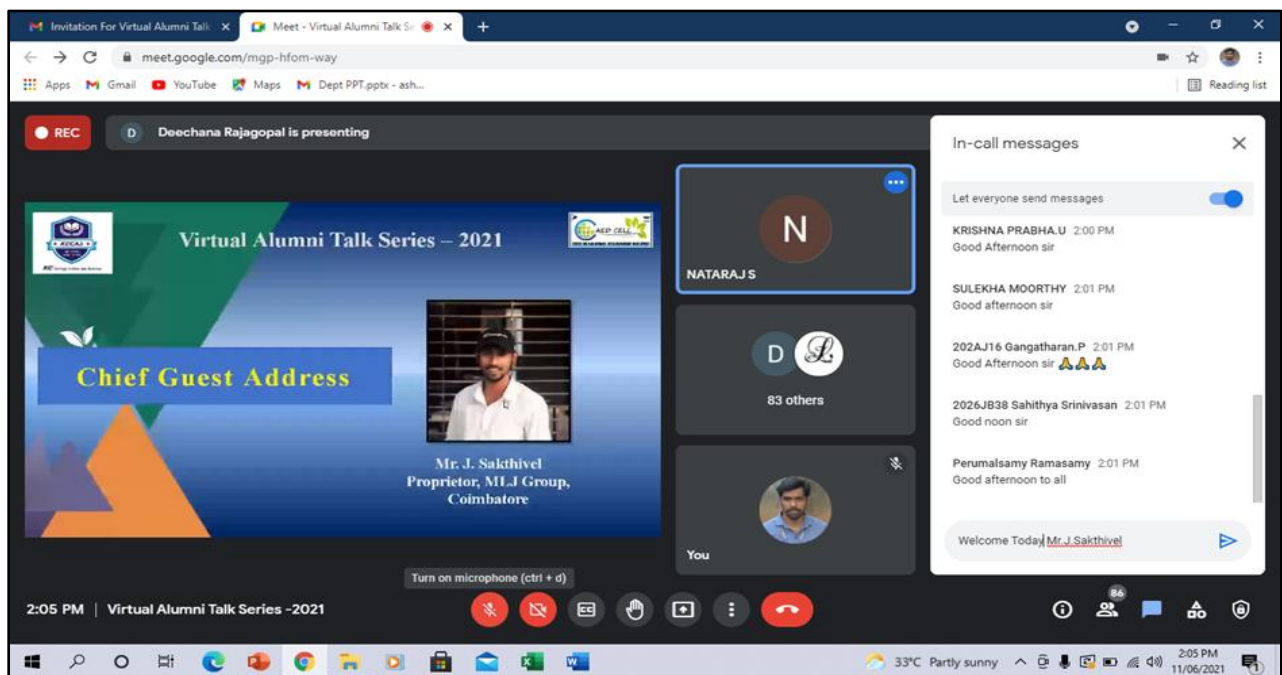 Invitation For Virtual Alumni Talk
Meet - Virtual Alumni Talk Se
meet.google.com/mgp-hfom-way
Apps Gmail YouTube Maps Dept PPT.pptx - ash... Reading list
REC D Deechana Rajagopal is presenting
Virtual Alumni Talk Series – 2021
AED CELL
Chief Guest Address
Mr. J. Sakthivel
Proprietor, MLJ Group,
Coimbatore
N
NATARAJ S
D
83 others
You
In-call messages
Let everyone send messages
KRISHNA PRABHA.U 2:00 PM
Good Afternoon sir
SULEKHA MOORTHY 2:01 PM
Good afternoon sir
202AJ16 Gangatharan.P 2:01 PM
Good Afternoon sir 🙏🙏🙏
2026JB38 Sahithya Srinivasan 2:01 PM
Good noon sir
Perumalsamy Ramasamy 2:01 PM
Good afternoon to all
Welcome Today Mr.J.Sakthivel
Turn on microphone (ctrl + d)
2:05 PM | Virtual Alumni Talk Series -2021
86
33°C Partly sunny
2:05 PM
11/06/2021